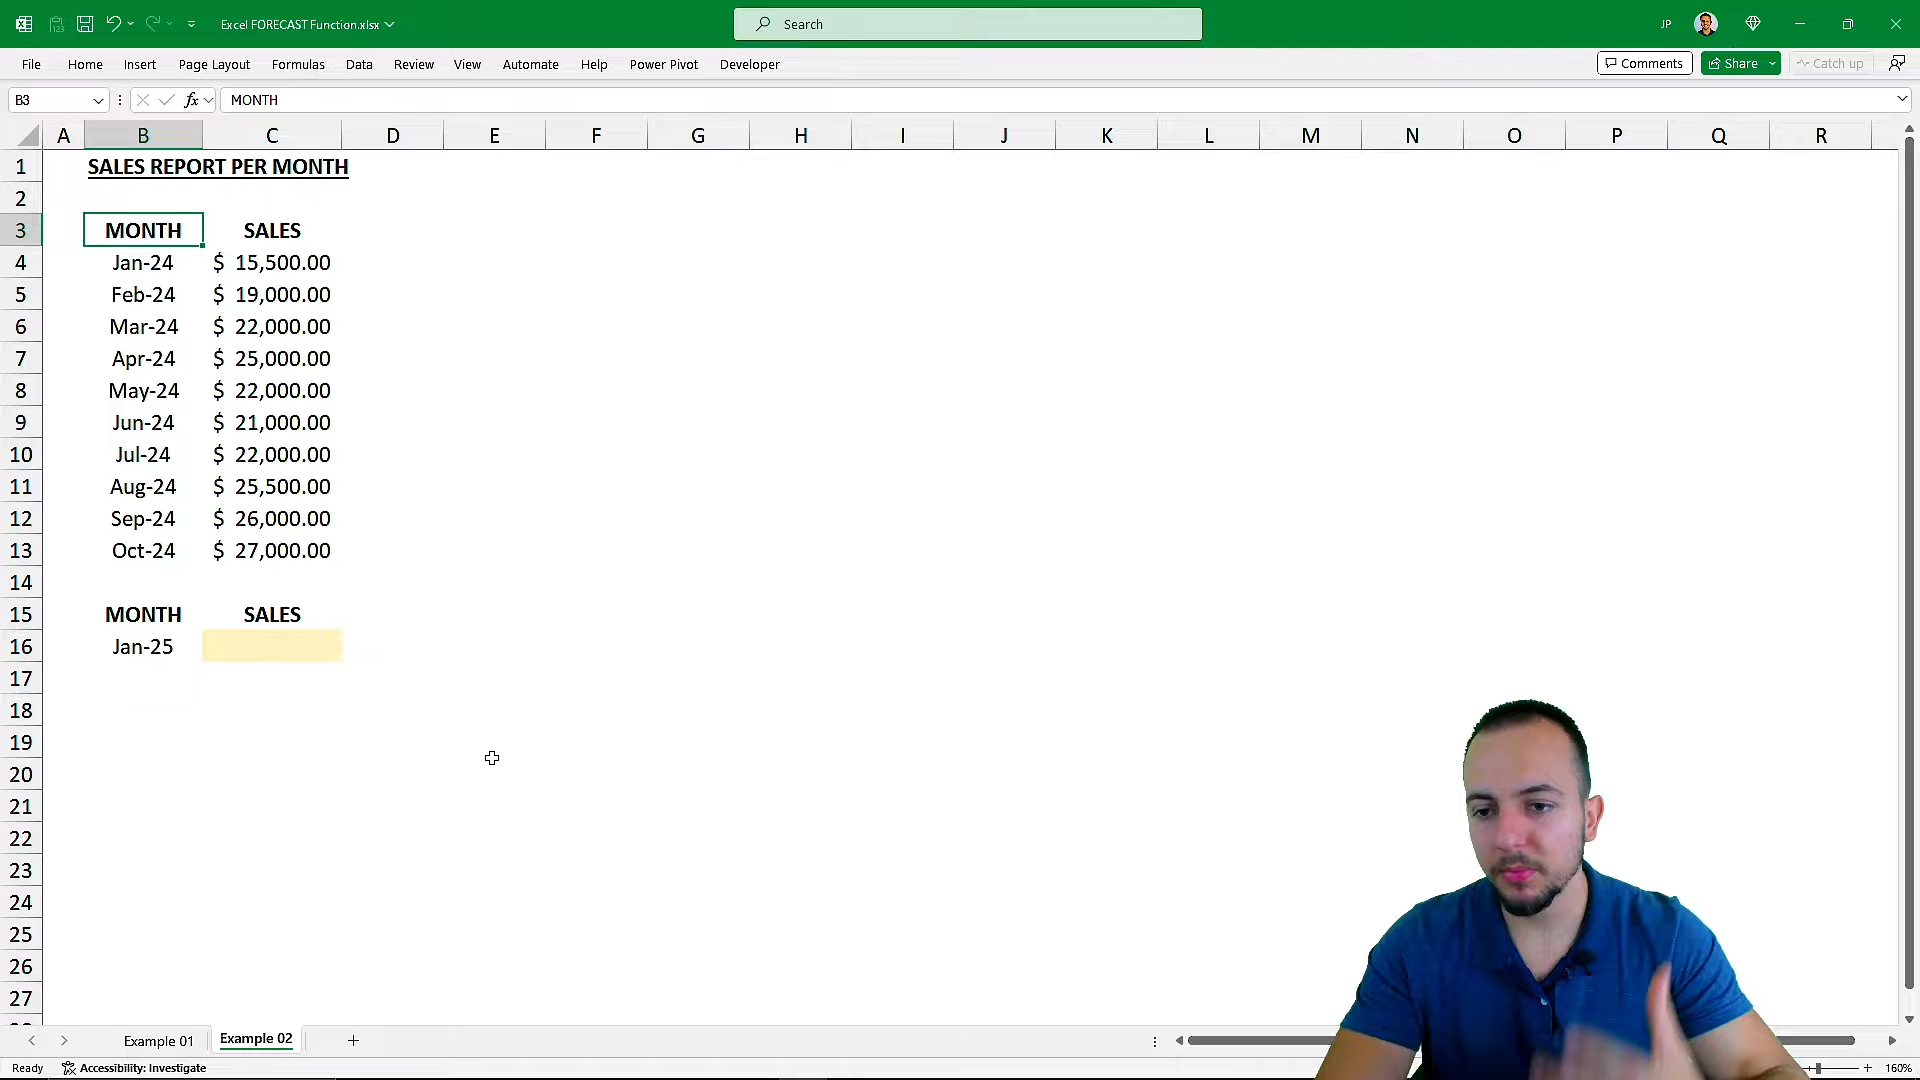 Excel FORECAST Function.xlsx
Search
JP
File Home Insert Page Layout Formulas Data Review View Automate Help Power Pivot Developer
Comments Share Catch up
B3 fx MONTH
A B C D E F G H I J K L M N O P Q R
1 SALES REPORT PER MONTH
2
3 MONTH SALES
4 Jan-24 $ 15,500.00
5 Feb-24 $ 19,000.00
6 Mar-24 $ 22,000.00
7 Apr-24 $ 25,000.00
8 May-24 $ 22,000.00
9 Jun-24 $ 21,000.00
10 Jul-24 $ 22,000.00
11 Aug-24 $ 25,500.00
12 Sep-24 $ 26,000.00
13 Oct-24 $ 27,000.00
14
15 MONTH SALES
16 Jan-25
17
18
19
20
21
22
23
24
25
26
27
Example 01 Example 02
Ready Accessibility: Investigate 160%